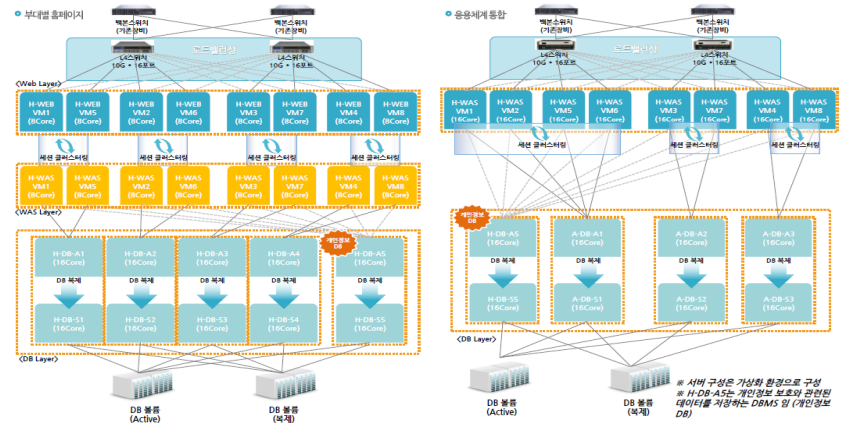 부대별 홈페이지
백본스위치
(기존장비)
백본스위치
(기존장비)
로드밸런싱
L4스위치
10G * 16포트
L4스위치
10G * 16포트
<Web Layer>
H-WEB
VM1
(8Core)
H-WEB
VM5
(8Core)
H-WEB
VM2
(8Core)
H-WEB
VM6
(8Core)
H-WEB
VM3
(8Core)
H-WEB
VM7
(8Core)
H-WEB
VM4
(8Core)
H-WEB
VM8
(8Core)
세션 클러스터링
세션 클러스터링
세션 클러스터링
세션 클러스터링
H-WAS
VM1
(8Core)
H-WAS
VM5
(8Core)
H-WAS
VM2
(8Core)
H-WAS
VM6
(8Core)
H-WAS
VM3
(8Core)
H-WAS
VM7
(8Core)
H-WAS
VM4
(8Core)
H-WAS
VM8
(8Core)
<WAS Layer>
개인정보
DB
H-DB-A1
(16Core)
H-DB-A2
(16Core)
H-DB-A3
(16Core)
H-DB-A4
(16Core)
H-DB-A5
(16Core)
DB 복제
DB 복제
DB 복제
DB 복제
DB 복제
H-DB-S1
(16Core)
H-DB-S2
(16Core)
H-DB-S3
(16Core)
H-DB-S4
(16Core)
H-DB-S5
(16Core)
<DB Layer>
DB 볼륨
(Active)
DB 볼륨
(복제)
응용체계 통합
백본스위치
(기존장비)
백본스위치
(기존장비)
로드밸런싱
L4스위치
10G * 16포트
L4스위치
10G * 16포트
<Web Layer>
H-WAS
VM1
(16Core)
H-WAS
VM2
(16Core)
H-WAS
VM5
(16Core)
H-WAS
VM6
(16Core)
H-WAS
VM3
(16Core)
H-WAS
VM7
(16Core)
H-WAS
VM4
(16Core)
H-WAS
VM8
(16Core)
세션 클러스터링
세션 클러스터링
세션 클러스터링
개인정보
DB
H-DB-A5
(16Core)
A-DB-A1
(16Core)
A-DB-A2
(16Core)
A-DB-A3
(16Core)
DB 복제
DB 복제
DB 복제
DB 복제
H-DB-S5
(16Core)
A-DB-S1
(16Core)
A-DB-S2
(16Core)
A-DB-S3
(16Core)
<DB Layer>
DB 볼륨
(Active)
DB 볼륨
(복제)
※ 서버 구성은 가상화 환경으로 구성
※ H-DB-A5는 개인정보 보호와 관련된
데이터를 저장하는 DBMS 임 (개인정보
DB)